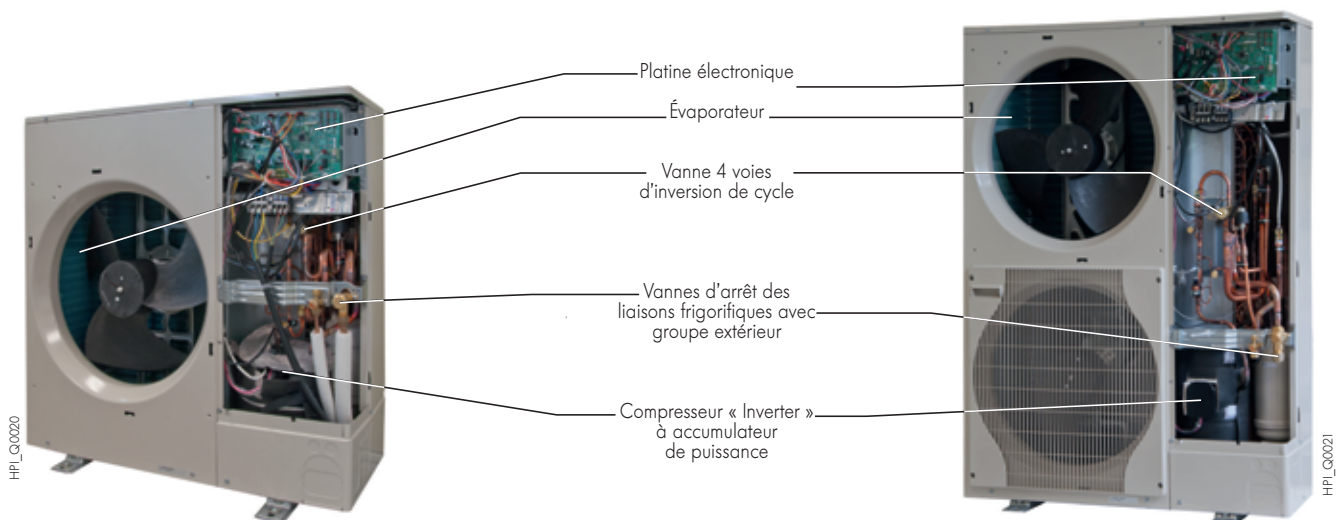 Platine électronique
Évaporateur
Vanne 4 voies
d'inversion de cycle
Vannes d'arrêt des
liaisons frigorifiques avec
groupe extérieur
Compresseur « Inverter »
à accumulateur
de puissance
HPI_Q0020
HPI_Q0021